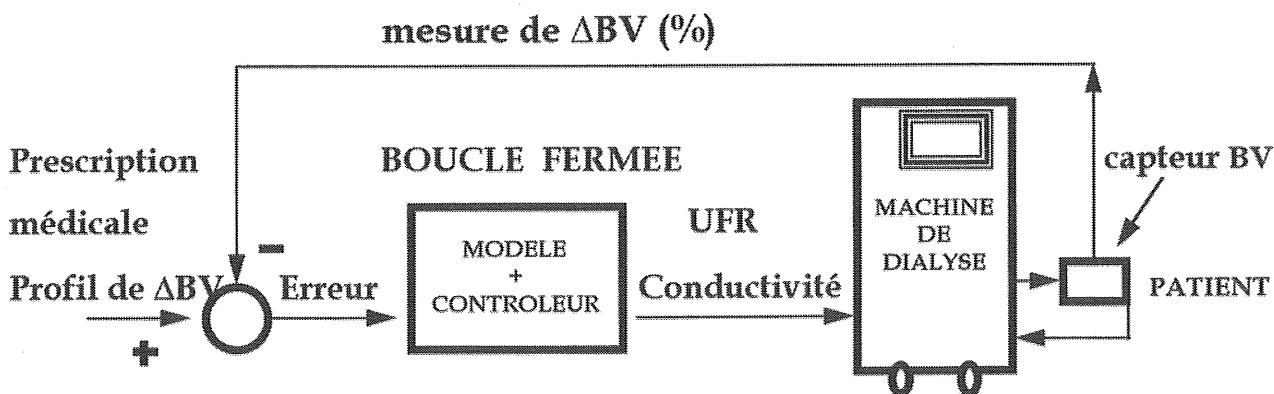 mesure de ΔBV (%)
Prescription
médicale
Profil de ΔBV
+
-
BOUCLE FERMEE
Erreur
MODELE
+
CONTROLEUR
UFR
Conductivité
MACHINE
DE
DIALYSE
capteur BV
PATIENT